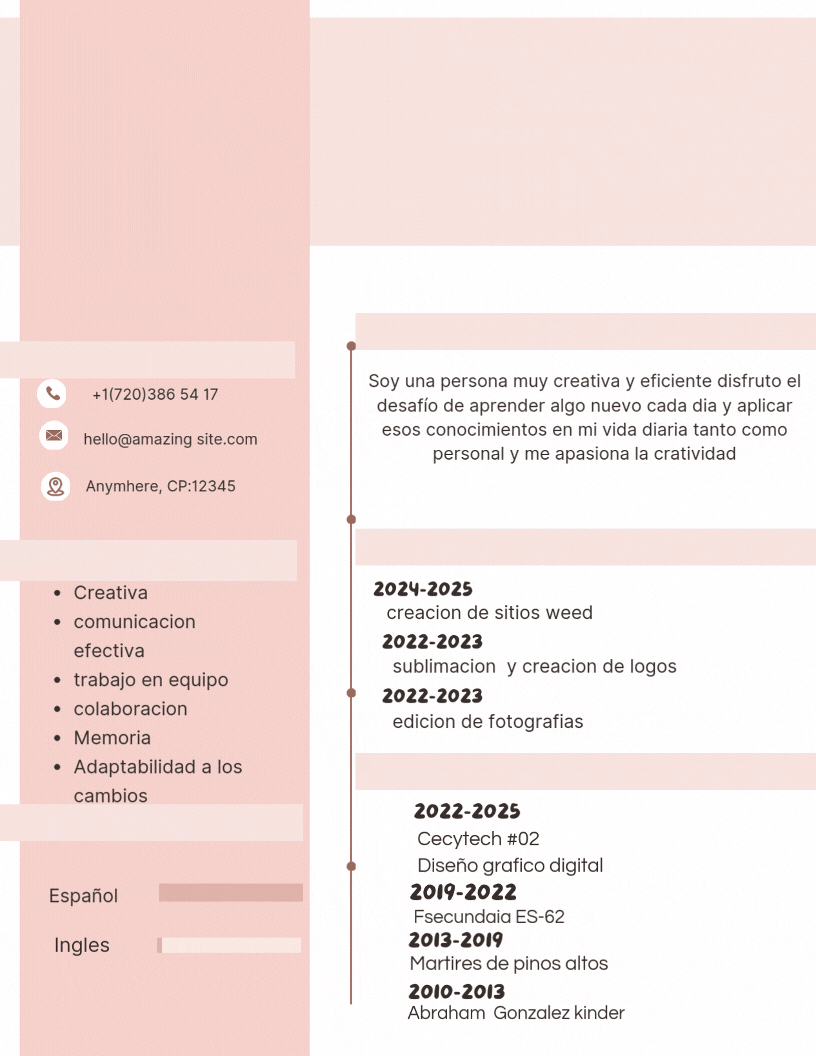 +1(720)386 54 17
hello@amazing site.com
Anymhere, CP:12345
Creativa
comunicacion
efectiva
trabajo en equipo
colaboracion
Memoria
Adaptabilidad a los
cambios
Español
Ingles
Soy una persona muy creativa y eficiente disfruto el
desafío de aprender algo nuevo cada dia y aplicar
esos conocimientos en mi vida diaria tanto como
personal y me apasiona la cratividad
2024-2025
creacion de sitios weed
2022-2023
sublimacion y creacion de logos
2022-2023
edicion de fotografias
2022-2025
Cecytech #02
Diseño grafico digital
2019-2022
Fsecundaia ES-62
2013-2019
Martires de pinos altos
2010-2013
Abraham Gonzalez kinder